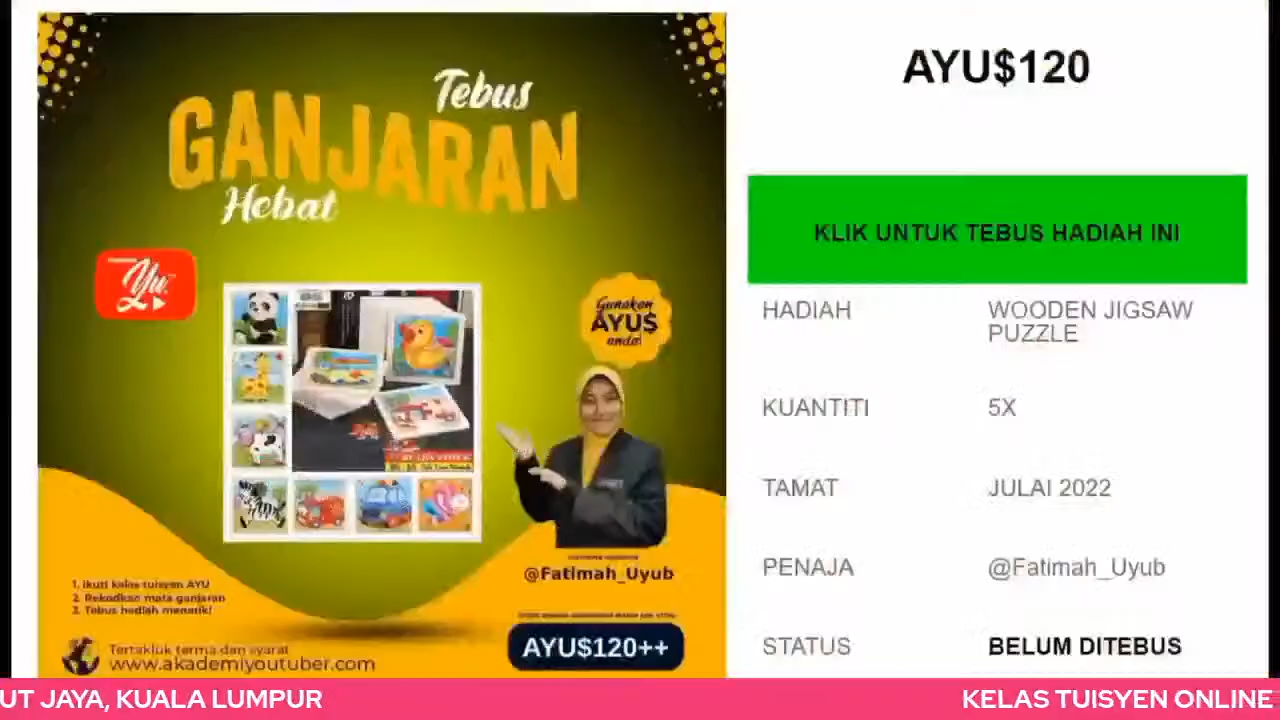 Tebus
GANJARAN
Hebat
Yu
Gunakan
AYU$
anda!
@Fatimah_Uyub
1. Ikuti kelas tuisyen AYU
2. Rekodkan mata ganjaran
3. Tebus hadiah menarik!
Tertakluk terma dan syarat
www.akademiyoutuber.com
AYU$120++
AYU$120
KLIK UNTUK TEBUS HADIAH INI
HADIAH WOODEN JIGSAW
PUZZLE
KUANTITI 5X
TAMAT JULAI 2022
PENAJA @Fatimah_Uyub
STATUS BELUM DITEBUS
UT JAYA, KUALA LUMPUR KELAS TUISYEN ONLINE